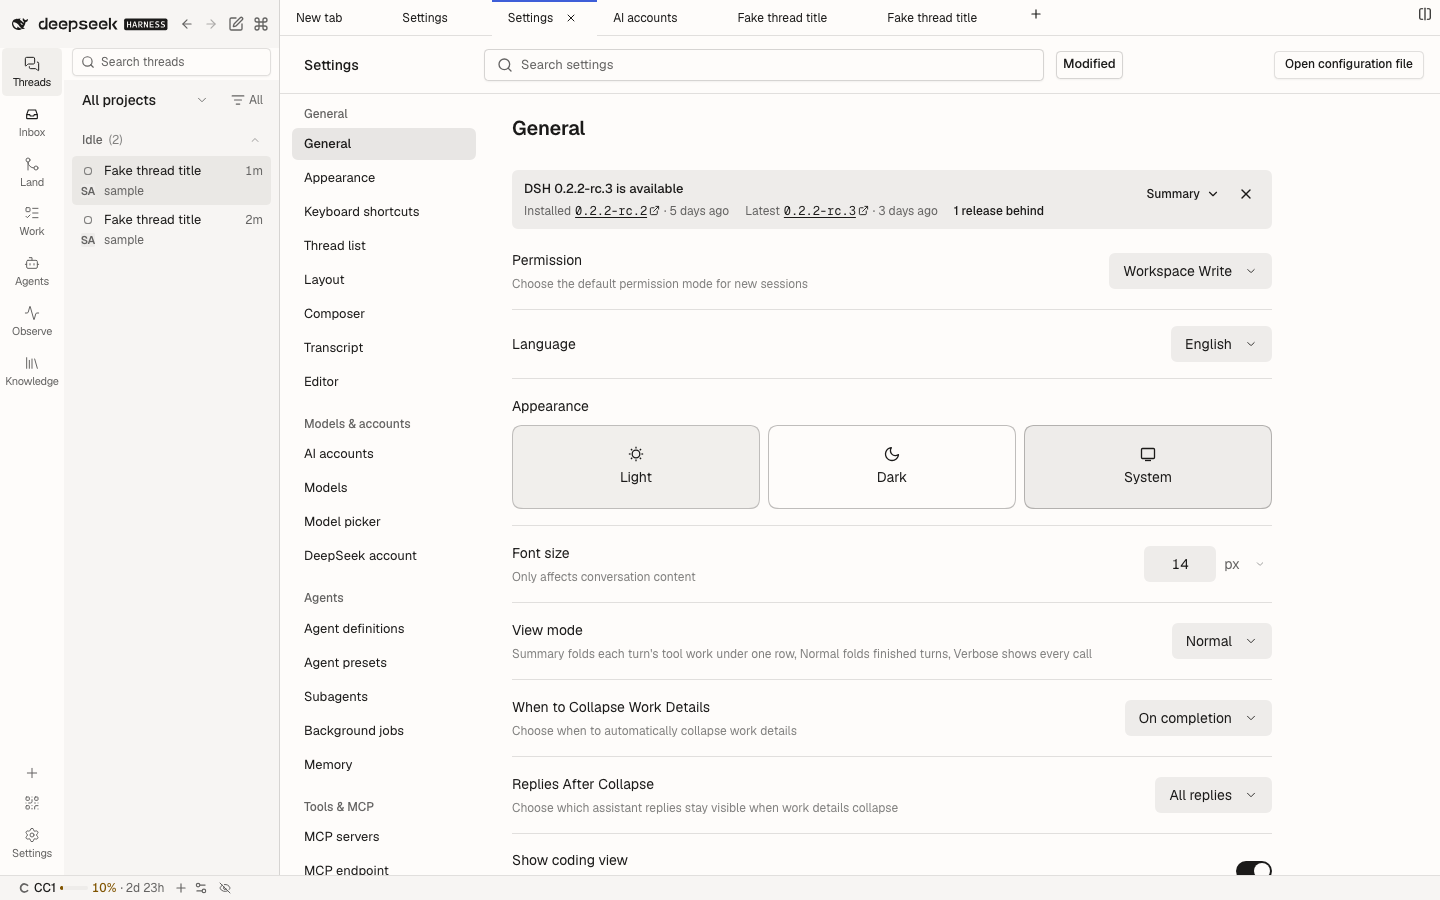 deepseek HARNESS
New tab
Settings
Settings
AI accounts
Fake thread title
Fake thread title
Threads
Inbox
Land
Work
Agents
Observe
Knowledge
Settings
Search threads
All projects
All
Idle (2)
Fake thread title 1m
SA sample
Fake thread title 2m
SA sample
Settings
Search settings
Modified
Open configuration file
General
General
Appearance
Keyboard shortcuts
Thread list
Layout
Composer
Transcript
Editor
Models & accounts
AI accounts
Models
Model picker
DeepSeek account
Agents
Agent definitions
Agent presets
Subagents
Background jobs
Memory
Tools & MCP
MCP servers
MCP endpoint
General
DSH 0.2.2-rc.3 is available
Installed 0.2.2-rc.2 · 5 days ago Latest 0.2.2-rc.3 · 3 days ago 1 release behind
Summary
Permission
Choose the default permission mode for new sessions
Workspace Write
Language
English
Appearance
Light
Dark
System
Font size
Only affects conversation content
14 px
View mode
Summary folds each turn's tool work under one row, Normal folds finished turns, Verbose shows every call
Normal
When to Collapse Work Details
Choose when to automatically collapse work details
On completion
Replies After Collapse
Choose which assistant replies stay visible when work details collapse
All replies
Show coding view
C CC1 10% · 2d 23h